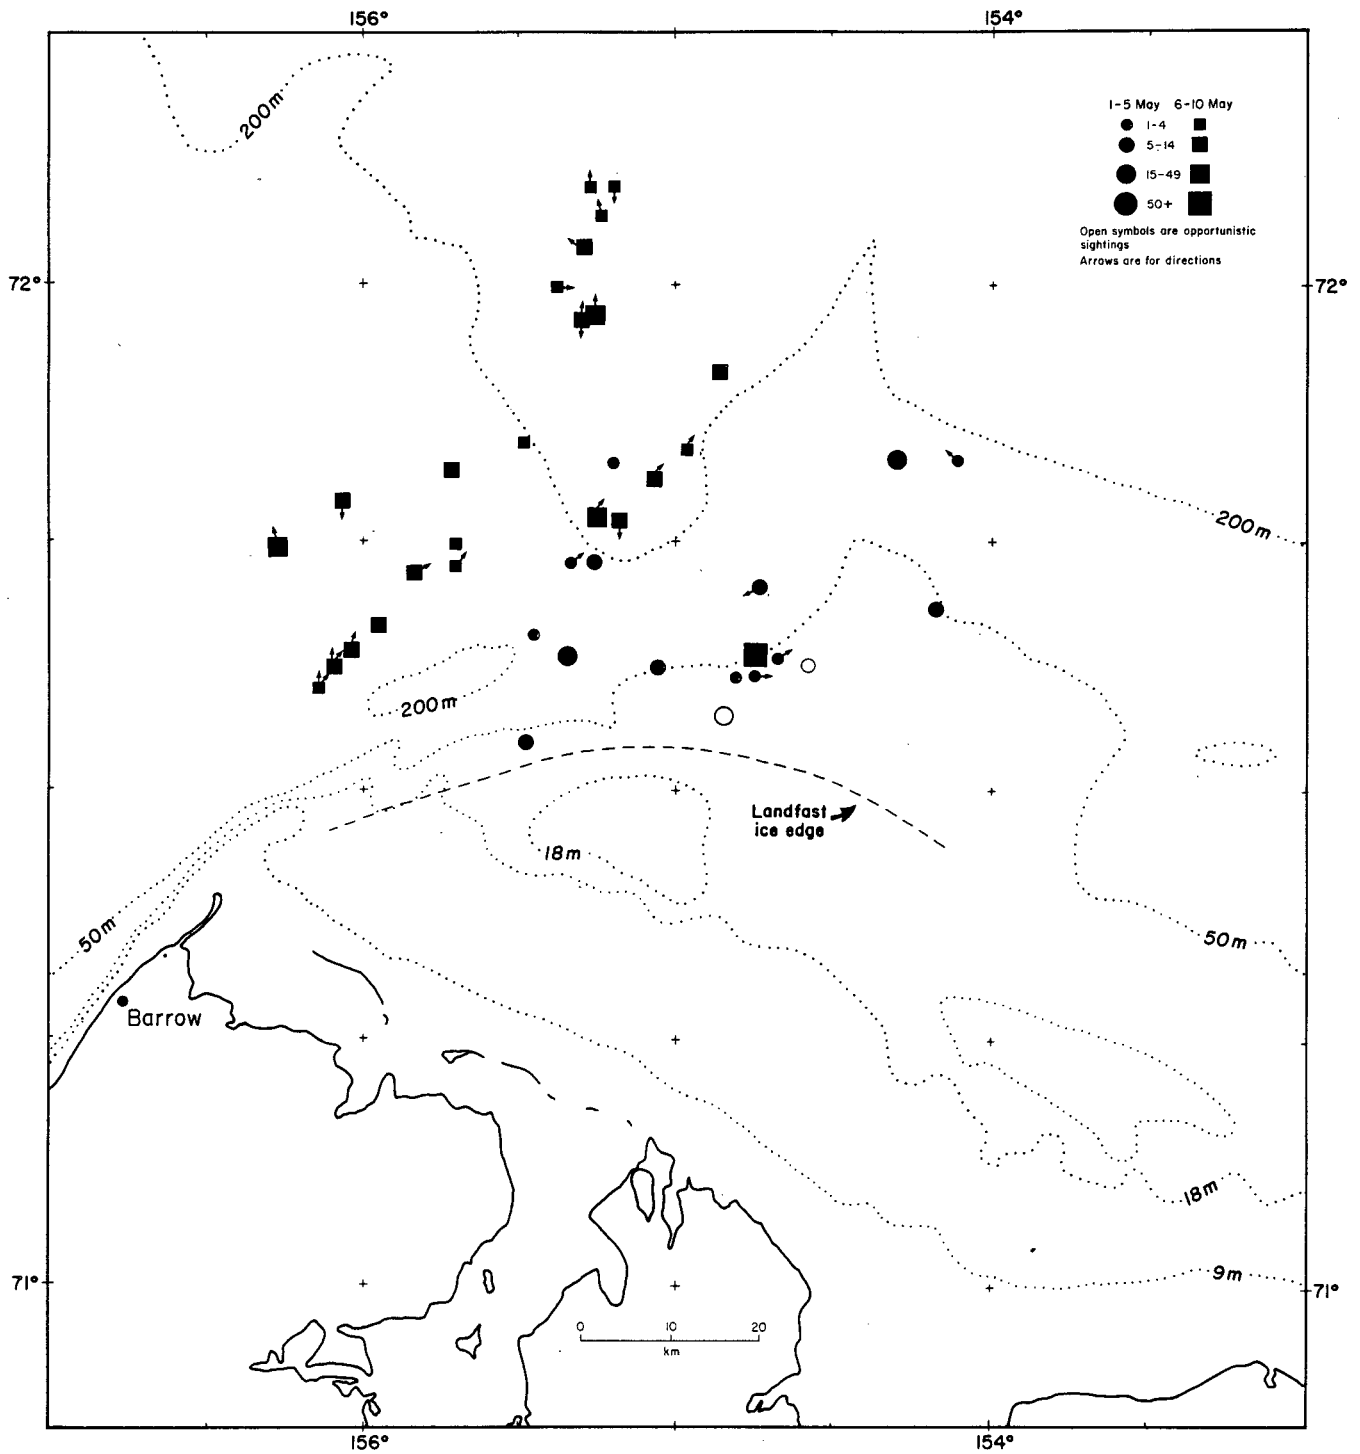 156° 154°
200m
1-5 May 6-10 May
1-4
5-14
15-49
50+
Open symbols are opportunistic
sightings
Arrows are for directions
72° 72°
200m
200m
Landfast
ice edge
18m
50m
50m
Barrow
18m
9m
71° 71°
0 10 20
km
156° 154°